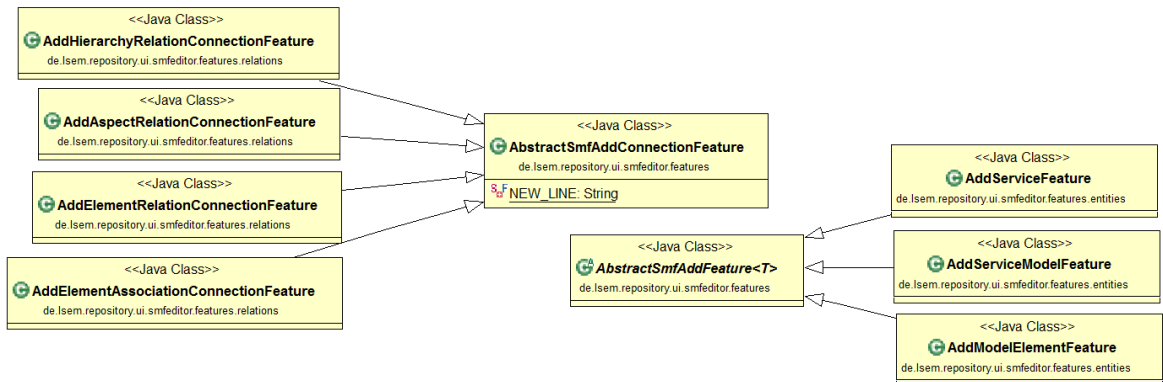 <<Java Class>>
AddHierarchyRelationConnectionFeature
de.lsem.repository.ui.smfeditor.features.relations
<<Java Class>>
AddAspectRelationConnectionFeature
de.lsem.repository.ui.smfeditor.features.relations
<<Java Class>>
AddElementRelationConnectionFeature
de.lsem.repository.ui.smfeditor.features.relations
<<Java Class>>
AddElementAssociationConnectionFeature
de.lsem.repository.ui.smfeditor.features.relations
<<Java Class>>
AbstractSmfAddConnectionFeature
de.lsem.repository.ui.smfeditor.features
NEW_LINE: String
<<Java Class>>
AbstractSmfAddFeature<T>
de.lsem.repository.ui.smfeditor.features
<<Java Class>>
AddServiceFeature
de.lsem.repository.ui.smfeditor.features.entities
<<Java Class>>
AddServiceModelFeature
de.lsem.repository.ui.smfeditor.features.entities
<<Java Class>>
AddModelElementFeature
de.lsem.repository.ui.smfeditor.features.entities